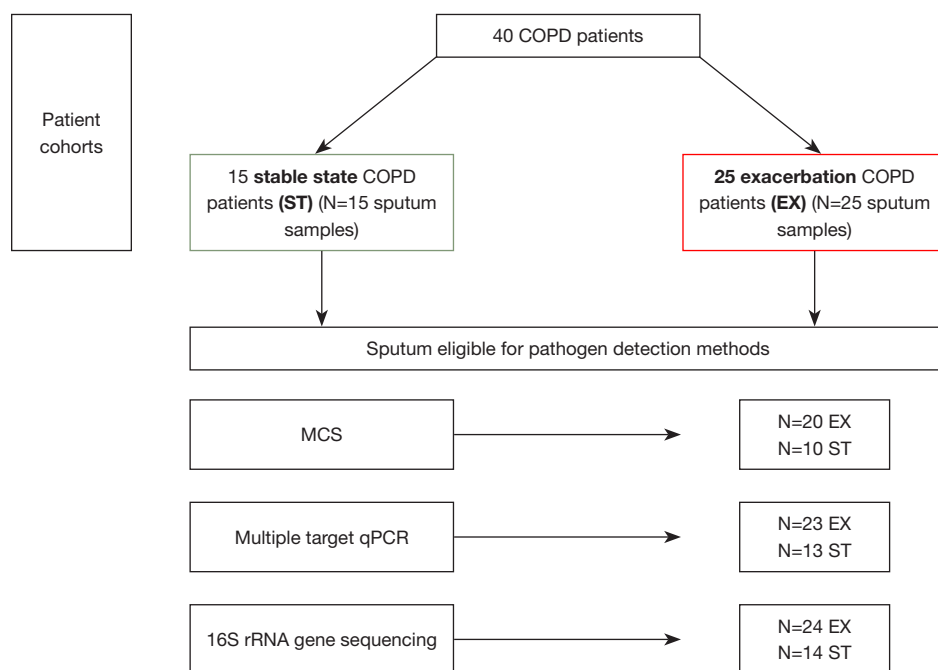 40 COPD patients
Patient
cohorts
15 stable state COPD
patients (ST) (N=15 sputum
samples)
25 exacerbation COPD
patients (EX) (N=25 sputum
samples)
Sputum eligible for pathogen detection methods
MCS
N=20 EX
N=10 ST
Multiple target qPCR
N=23 EX
N=13 ST
16S rRNA gene sequencing
N=24 EX
N=14 ST